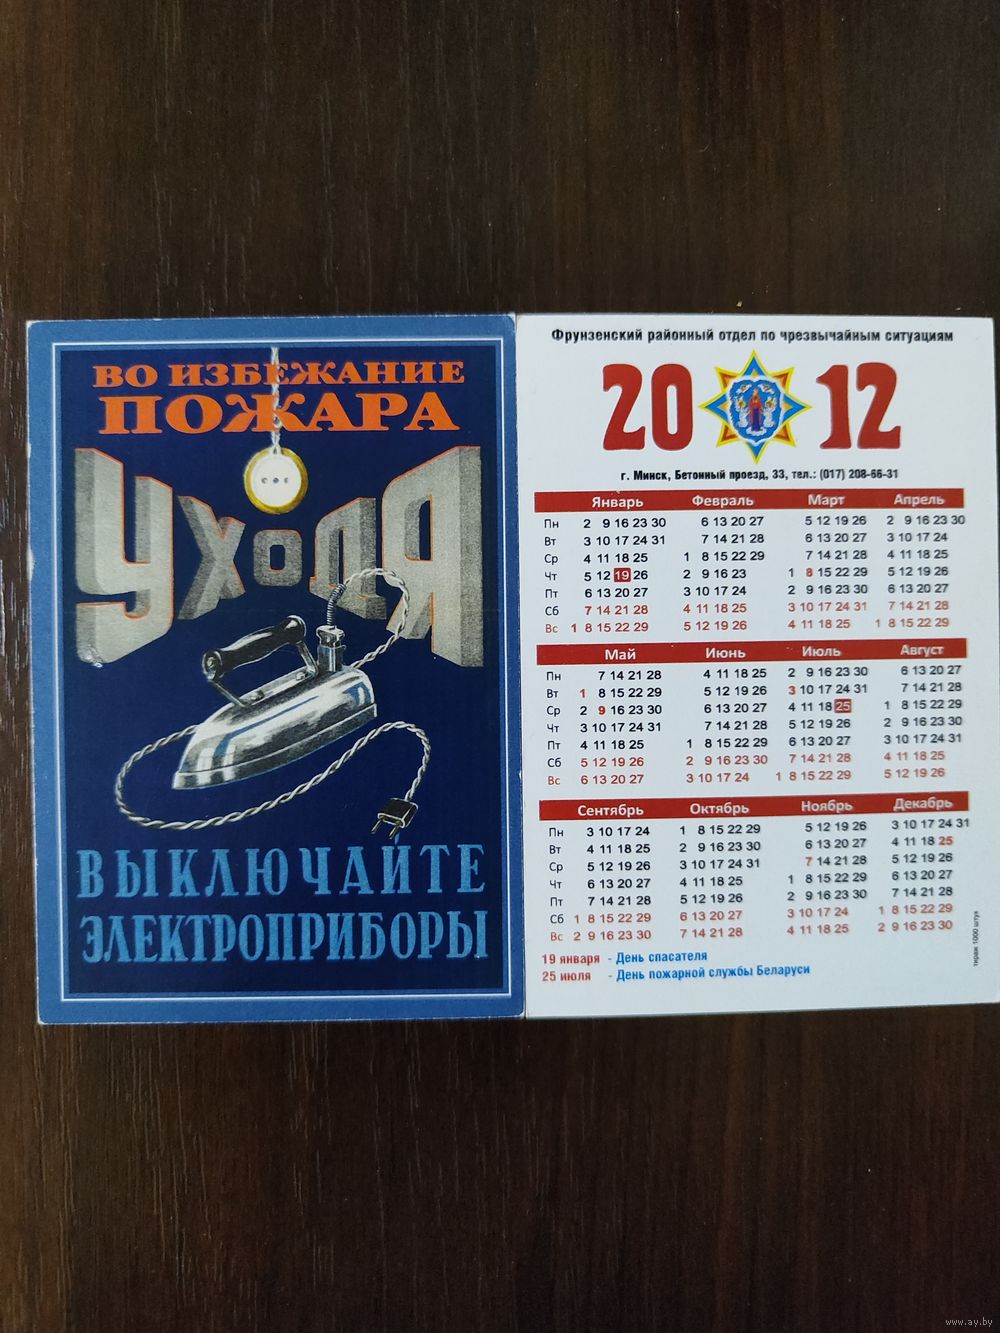 ВО ИЗБЕЖАНИЕ
ПОЖАРА
УХОДЯ
ВЫКЛЮЧАЙТЕ
ЭЛЕКТРОПРИБОРЫ
Фрунзенский районный отдел по чрезвычайным ситуациям
20 12
г. Минск, Бетонный проезд, 33, тел.: (017) 208-66-31
Январь Февраль Март Апрель
Пн 2 9 16 23 30 6 13 20 27 5 12 19 26 2 9 16 23 30
Вт 3 10 17 24 31 7 14 21 28 6 13 20 27 3 10 17 24
Ср 4 11 18 25 1 8 15 22 29 7 14 21 28 4 11 18 25
Чт 5 12 19 26 2 9 16 23 1 8 15 22 29 5 12 19 26
Пт 6 13 20 27 3 10 17 24 2 9 16 23 30 6 13 20 27
Сб 7 14 21 28 4 11 18 25 3 10 17 24 31 7 14 21 28
Вс 1 8 15 22 29 5 12 19 26 4 11 18 25 1 8 15 22 29
Май Июнь Июль Август
Пн 7 14 21 28 4 11 18 25 2 9 16 23 30 6 13 20 27
Вт 1 8 15 22 29 5 12 19 26 3 10 17 24 31 7 14 21 28
Ср 2 9 16 23 30 6 13 20 27 4 11 18 25 1 8 15 22 29
Чт 3 10 17 24 31 7 14 21 28 5 12 19 26 2 9 16 23 30
Пт 4 11 18 25 1 8 15 22 29 6 13 20 27 3 10 17 24 31
Сб 5 12 19 26 2 9 16 23 30 7 14 21 28 4 11 18 25
Вс 6 13 20 27 3 10 17 24 1 8 15 22 29 5 12 19 26
Сентябрь Октябрь Ноябрь Декабрь
Пн 3 10 17 24 1 8 15 22 29 5 12 19 26 3 10 17 24 31
Вт 4 11 18 25 2 9 16 23 30 6 13 20 27 4 11 18 25
Ср 5 12 19 26 3 10 17 24 31 7 14 21 28 5 12 19 26
Чт 6 13 20 27 4 11 18 25 1 8 15 22 29 6 13 20 27
Пт 7 14 21 28 5 12 19 26 2 9 16 23 30 7 14 21 28
Сб 1 8 15 22 29 6 13 20 27 3 10 17 24 1 8 15 22 29
Вс 2 9 16 23 30 7 14 21 28 4 11 18 25 2 9 16 23 30
19 января - День спасателя
25 июля - День пожарной службы Беларуси
тираж 1000 штук
www.ay.by